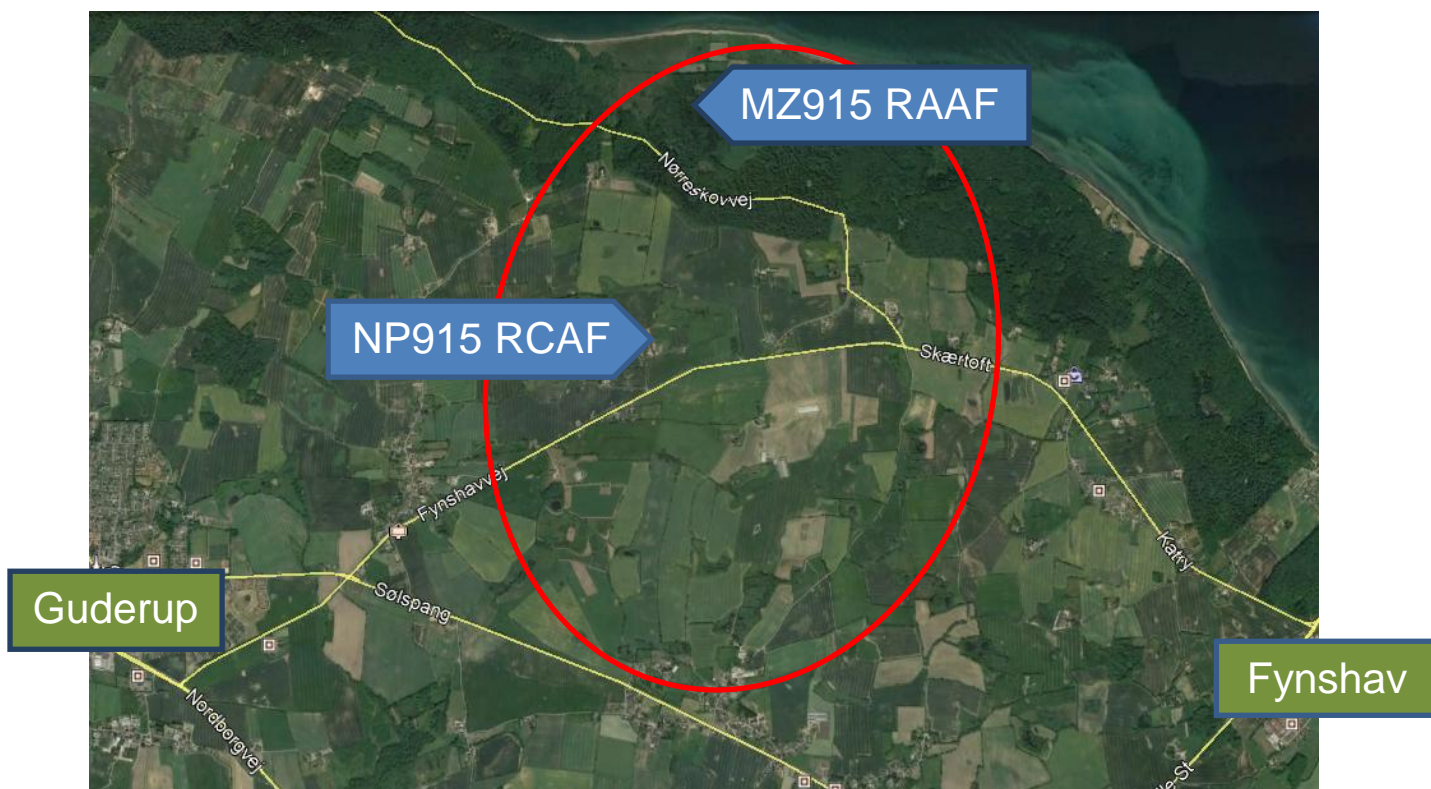 MZ915 RAAF
Nørreskovvej
NP915 RCAF
Skærtoft
Fynshavvej
Katry
Guderup
Sølspang
Fynshav
Nordborgvej